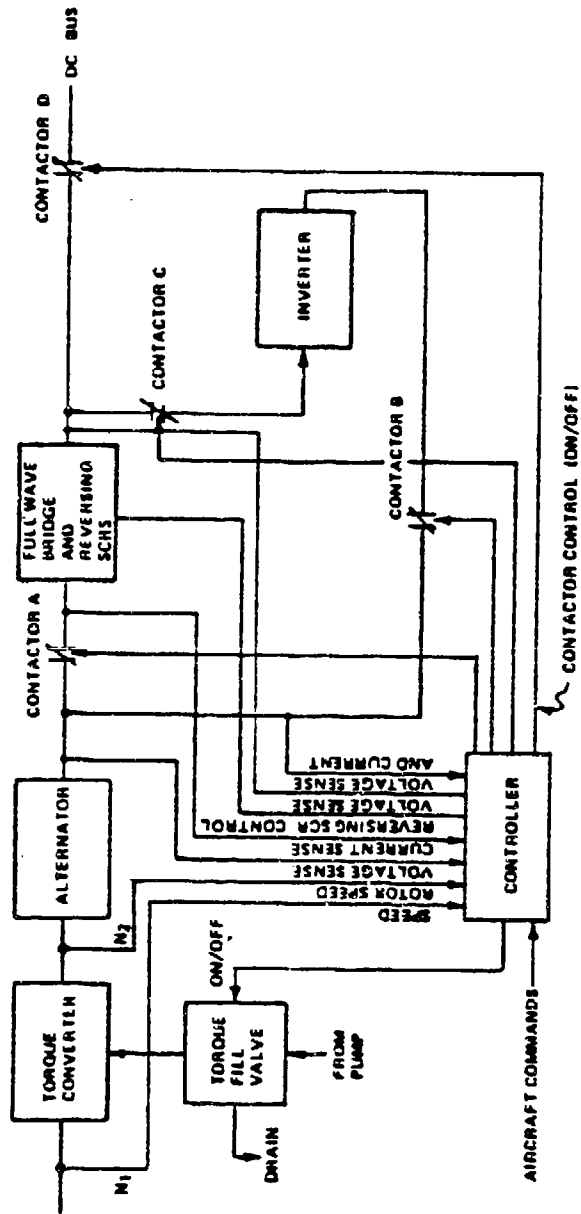 CONTACTOR D
DC BUS
CONTACTOR C
INVERTER
FULL WAVE
BRIDGE
AND
REVERSING
SCHS
CONTACTOR A
CONTACTOR B
ALTERNATOR
N2
TORQUE
CONVERTER
N1
AND CURRENT
VOLTAGE SENSE
VOLTAGE SENSE
REVERSING SCR CONTROL
CURRENT SENSE
VOLTAGE SENSE
ROTOR SPEED
SPEED
ON/OFF
TORQUE
FILL
VALVE
DRAIN
FROM
PUMP
CONTROLLER
AIRCRAFT COMMANDS
CONTACTOR CONTROL (ON/OFF)